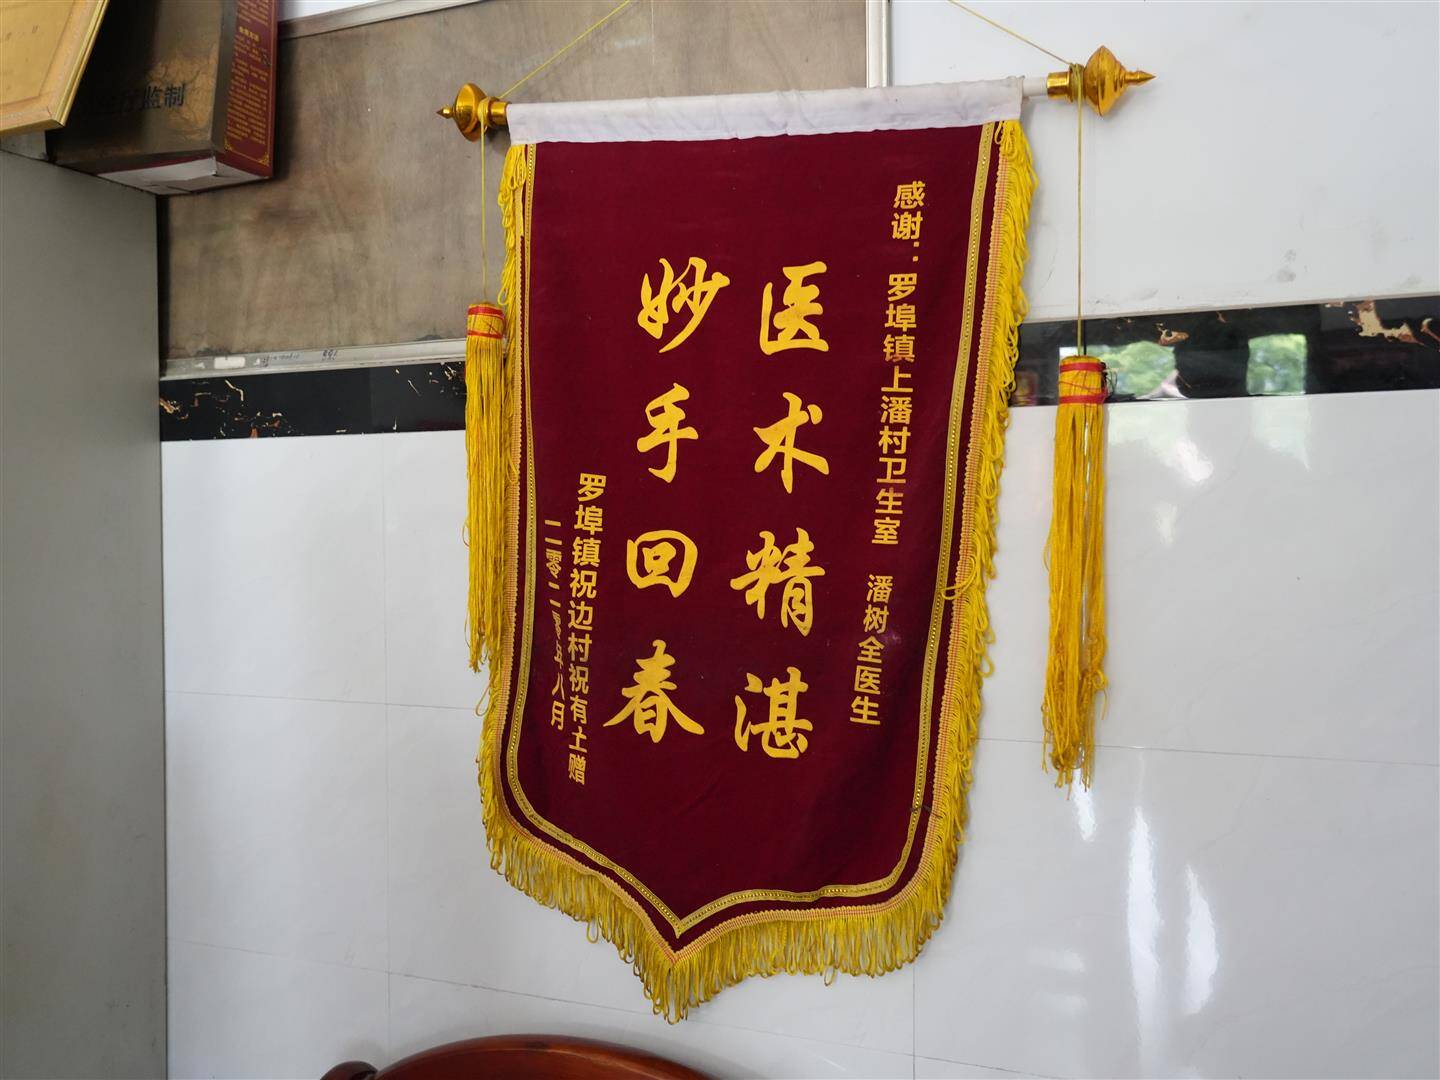 感谢：罗埠镇上潘村卫生室 潘树全医生
医术精湛
妙手回春
罗埠镇祝边村祝有土赠
二零二零年八月
监制